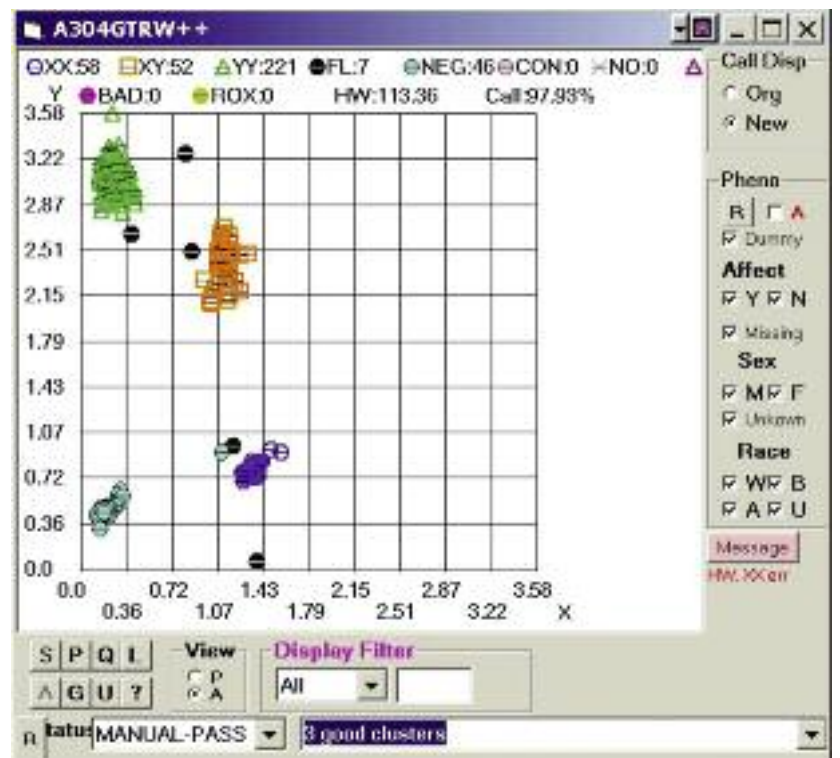 A304GTRW++
XX:58 XY:52 YY:221 FL:7 NEG:46 CON:0 NO:0
BAD:0 ROX:0 HW:113.36 Call:97.93%
Y
3.58
3.22
2.87
2.51
2.15
1.79
1.43
1.07
0.72
0.36
0.0
0.0 0.72 1.43 2.15 2.87 3.58
0.36 1.07 1.79 2.51 3.22 X
Call Disp
Org
New
Pheno
R A
Dummy
Affect
Y N
Missing
Sex
M F
Unkown
Race
W B
A U
Message
HW: XX err
S P Q L
A G U ?
View
P
A
Display Filter
All
R tatus MANUAL-PASS 3 good clusters